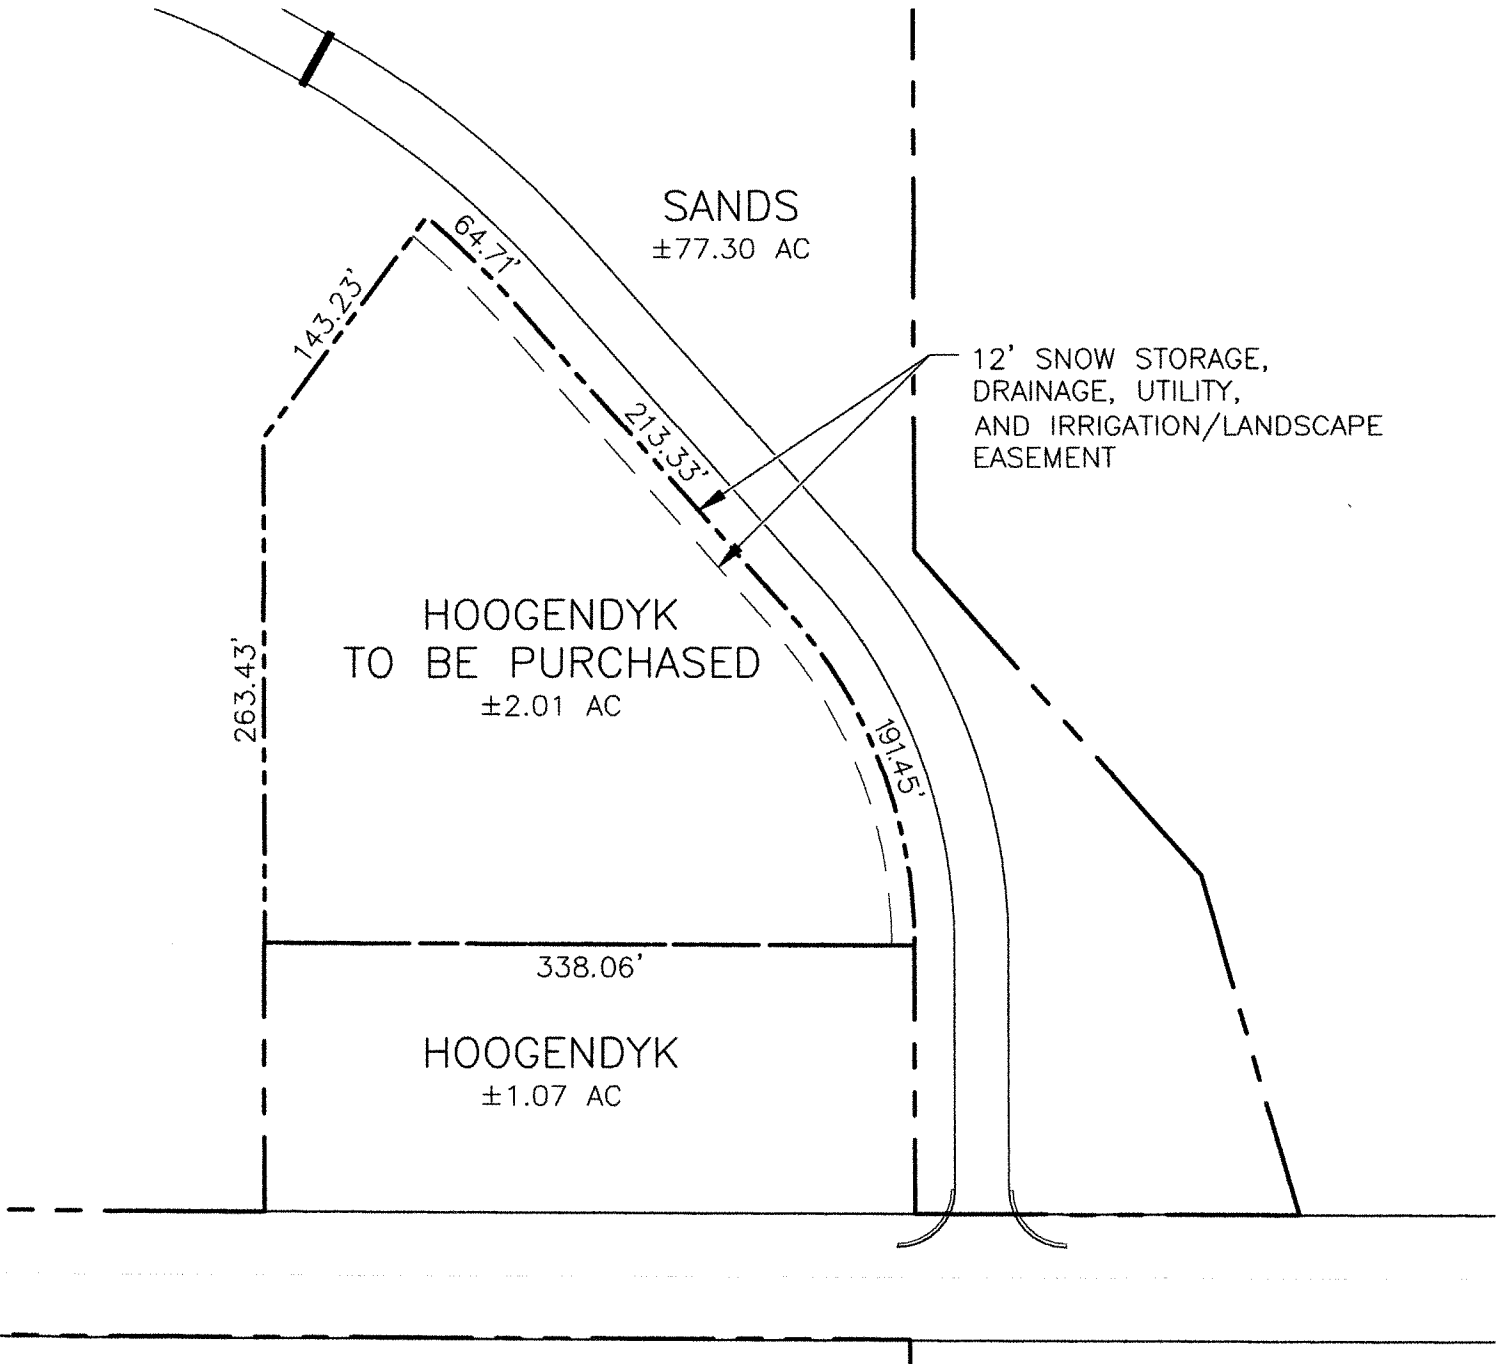 SANDS
±77.30 AC
64.71'
143.23'
12' SNOW STORAGE,
DRAINAGE, UTILITY,
AND IRRIGATION/LANDSCAPE
EASEMENT
213.33'
HOOGENDYK
TO BE PURCHASED
±2.01 AC
263.43'
191.45'
338.06'
HOOGENDYK
±1.07 AC